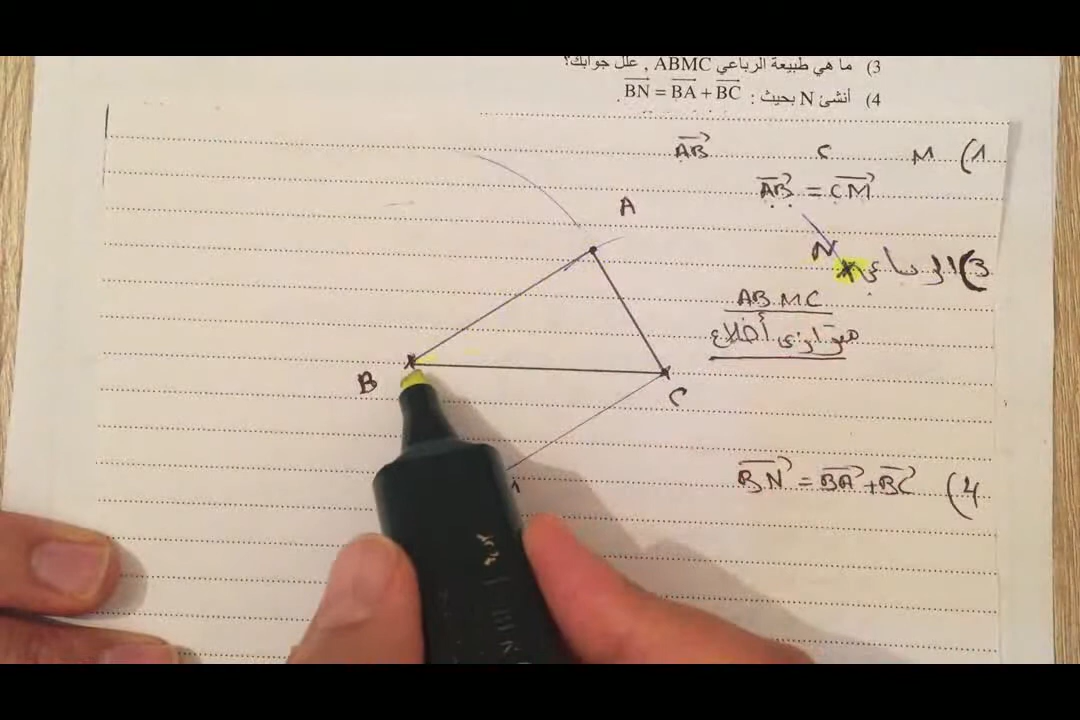 3) ما هي طبيعة الرباعي ABMC , علل جوابك؟
4) أنشئ N بحيث : BN = BA + BC .
1) M C AB
AB = CM
A
N
3) الرباعي
ABMC
متوازي أضلاع
B
C
4) BN = BA + BC